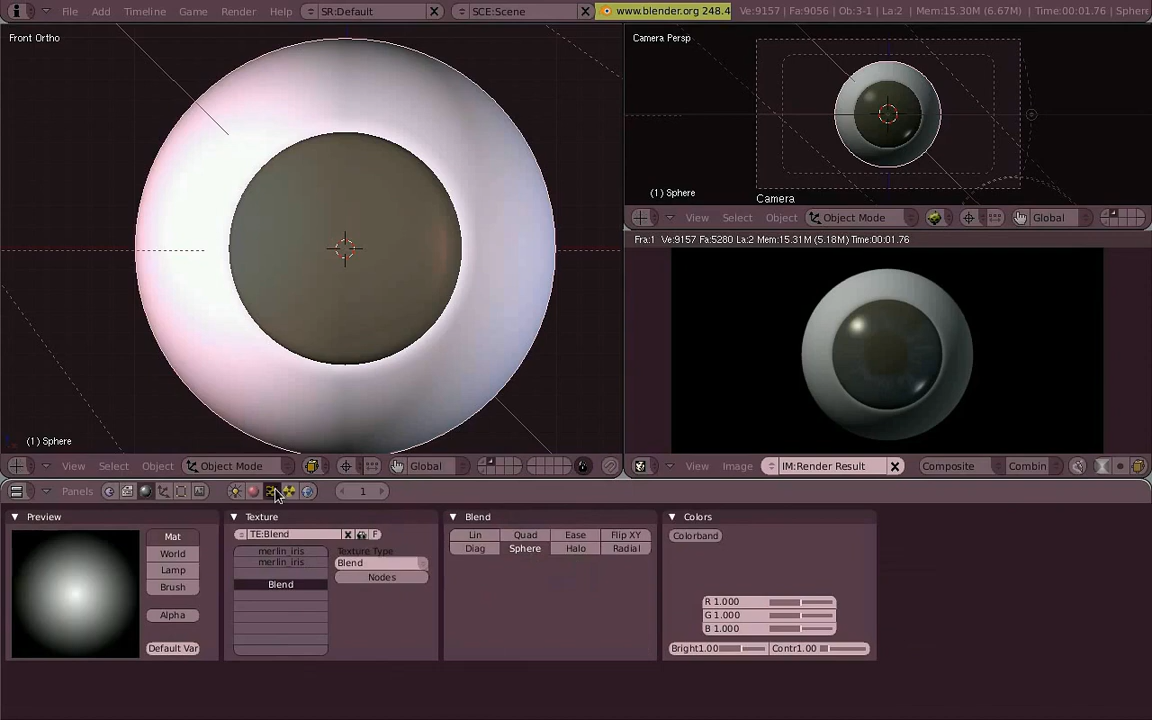 File Add Timeline Game Render Help SR:Default SCE:Scene www.blender.org 248.4 Ve:9157 | Fa:9056 | Ob:3-1 | La:2 | Mem:15.30M (6.67M) | Time:00:01.76 | Sphere
Front Ortho
Camera Persp
(1) Sphere
Camera
View Select Object Object Mode Global
Fra:1 Ve:9157 Fa:5280 La:2 Mem:15.31M (5.18M) Time:00:01.76
(1) Sphere
View Select Object Object Mode Global
View Image IM:Render Result Composite Combin
Panels 1
Preview
Mat
World
Lamp
Brush
Alpha
Default Var
Texture
TE:Blend F
merlin_iris
merlin_iris
Blend
Texture Type
Blend
Nodes
Blend
Lin Quad Ease Flip XY
Diag Sphere Halo Radial
Colors
Colorband
R 1.000
G 1.000
B 1.000
Bright1.00 Contr1.00